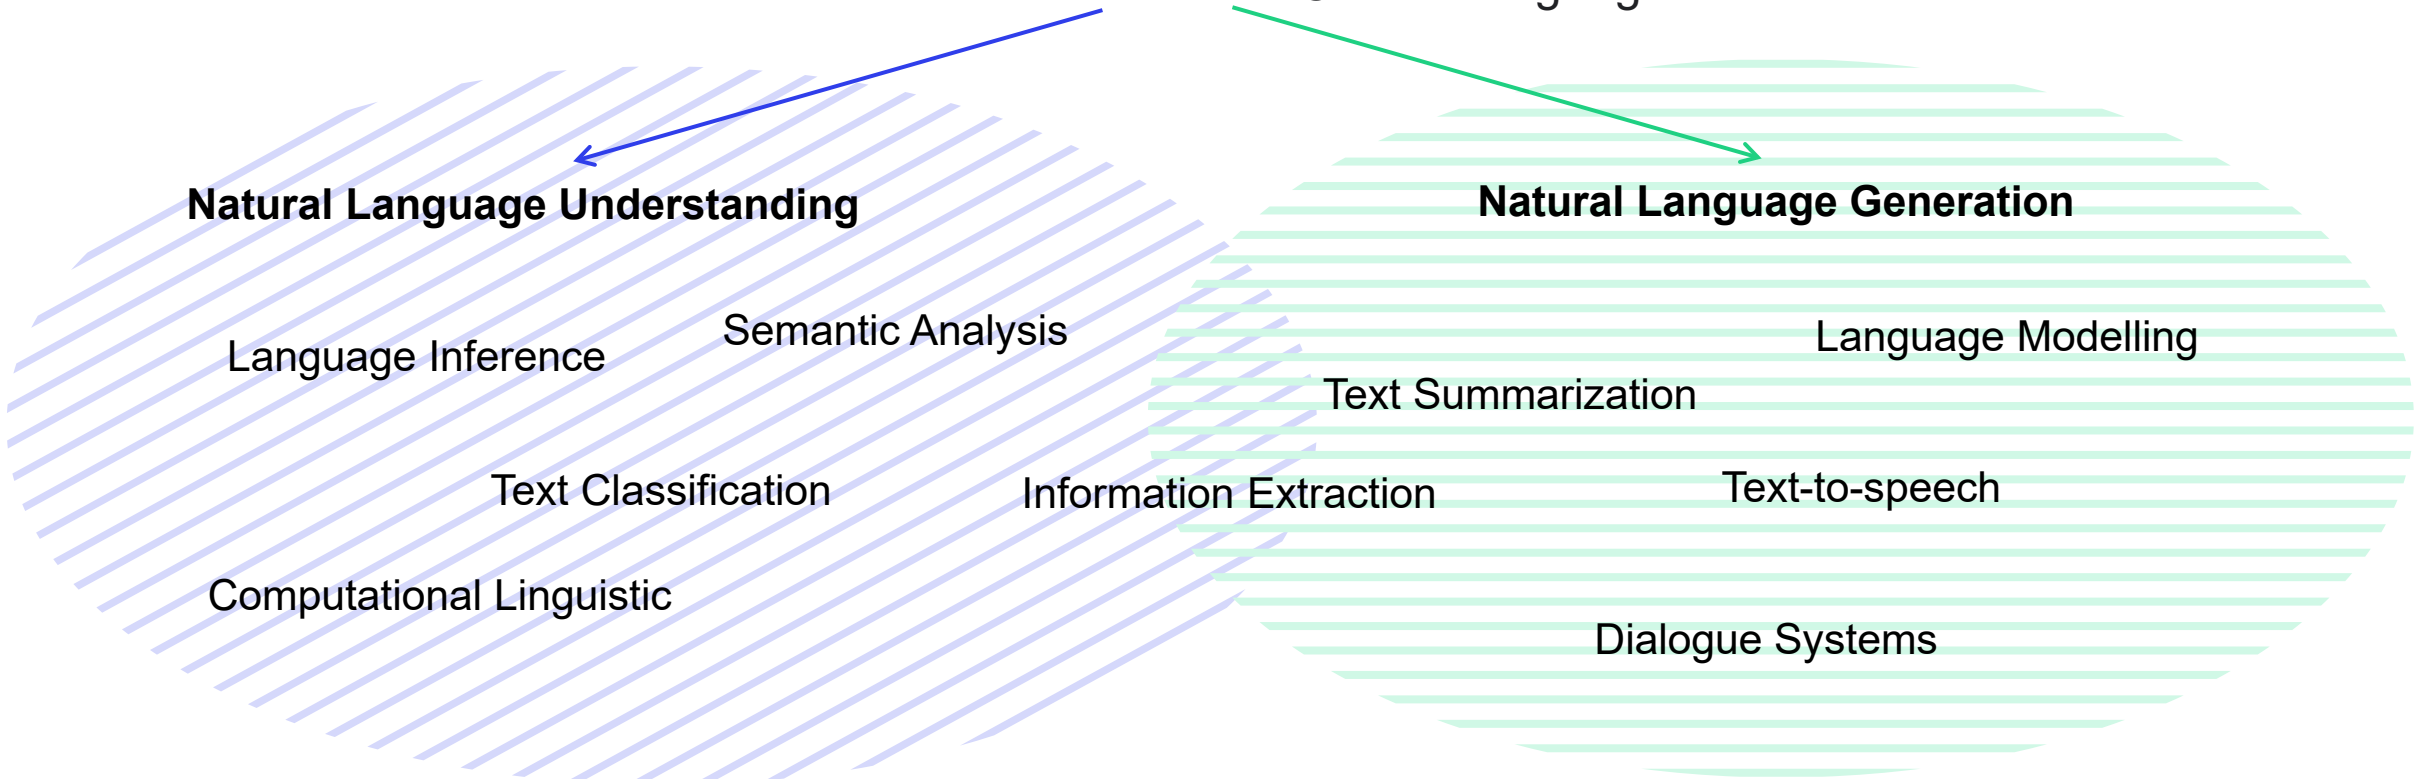 Natural Language Understanding
Natural Language Generation
Semantic Analysis
Language Modelling
Language Inference
Text Summarization
Text Classification
Information Extraction
Text-to-speech
Computational Linguistic
Dialogue Systems